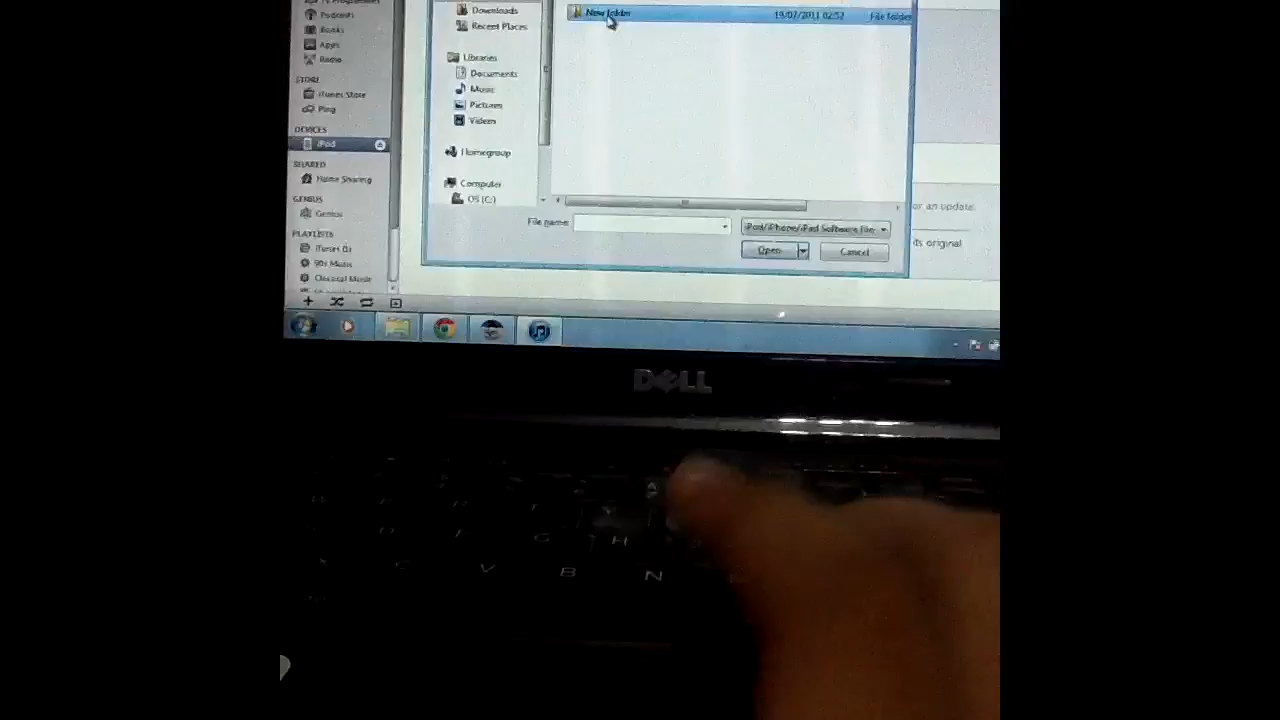 Podcasts
Books
Apps
Radio
STORE
iTunes Store
Ping
DEVICES
iPod
SHARED
Home Sharing
GENIUS
Genius
PLAYLISTS
iTunes DJ
90's Music
Classical Music
Downloads
Recent Places
Libraries
Documents
Music
Pictures
Videos
Homegroup
Computer
OS (C:)
New folder 19/07/2011 02:52 File folder
File name:
iPod/iPhone/iPad Software files
Open
Cancel
or an update.
its original
DELL
Y
G H
C V B N